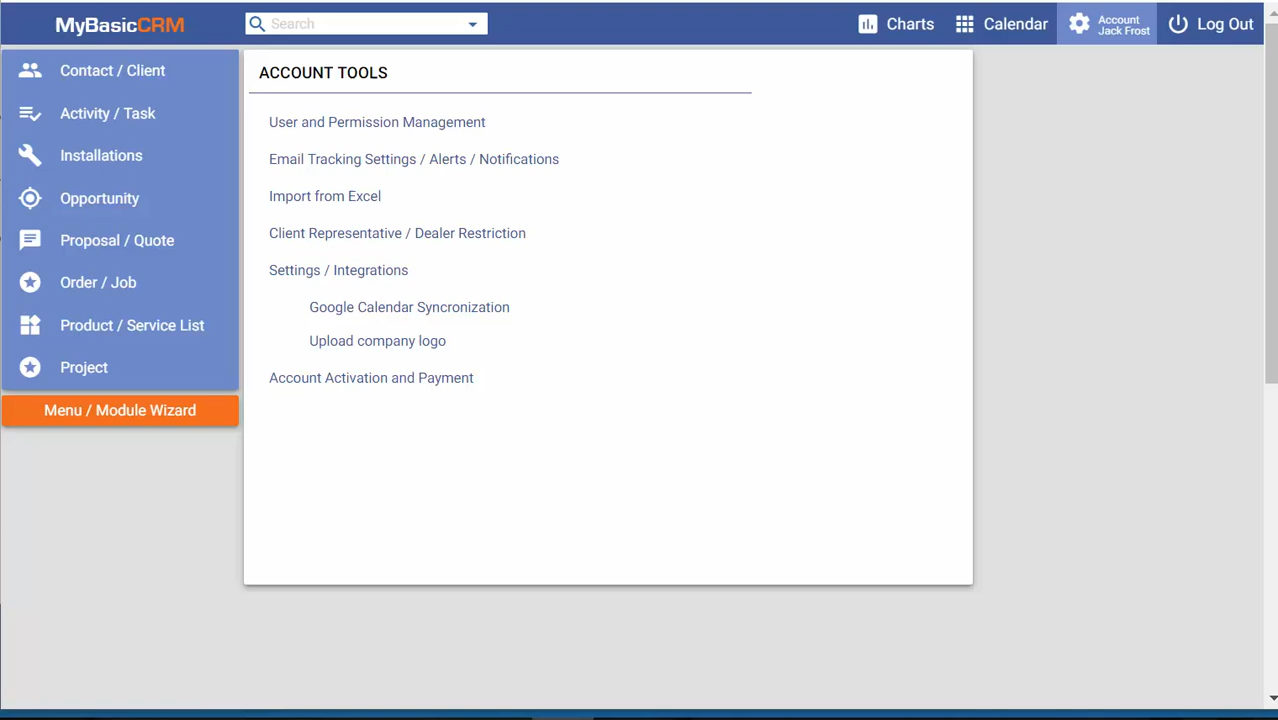 MyBasicCRM
Search
Charts
Calendar
Account
Jack Frost
Log Out
Contact / Client
Activity / Task
Installations
Opportunity
Proposal / Quote
Order / Job
Product / Service List
Project
Menu / Module Wizard
ACCOUNT TOOLS
User and Permission Management
Email Tracking Settings / Alerts / Notifications
Import from Excel
Client Representative / Dealer Restriction
Settings / Integrations
Google Calendar Syncronization
Upload company logo
Account Activation and Payment